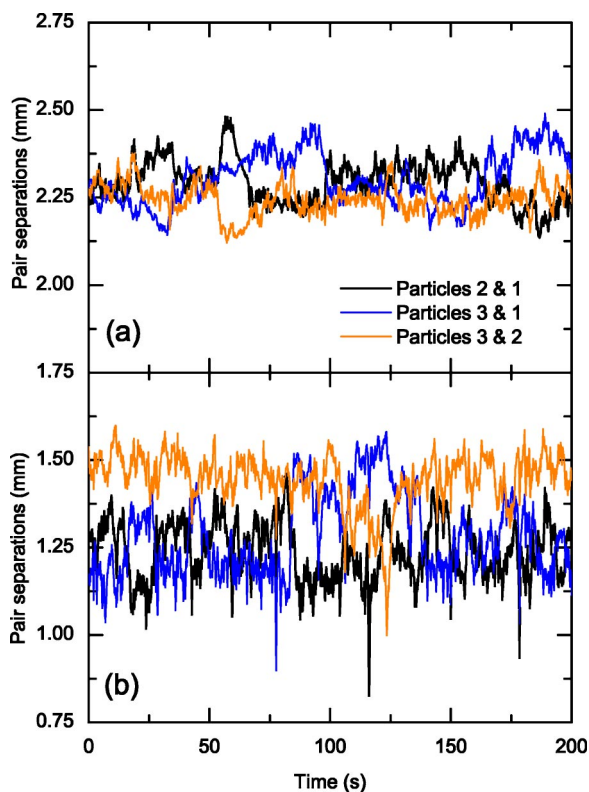 2.75
2.50
2.25
2.00
Pair separations (mm)
Particles 2 & 1
Particles 3 & 1
Particles 3 & 2
(a)
1.75
1.50
1.25
1.00
0.75
Pair separations (mm)
(b)
0 50 100 150 200
Time (s)